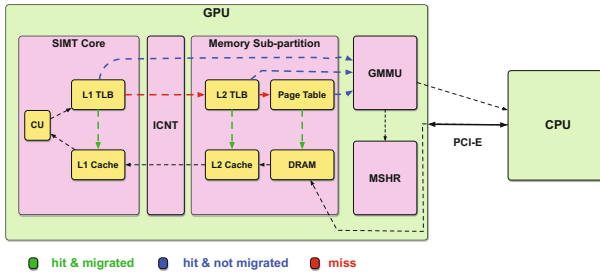 GPU
SIMT Core
Memory Sub-partition
GMMU
L1 TLB
L2 TLB
Page Table
CU
ICNT
CPU
PCI-E
L1 Cache
L2 Cache
DRAM
MSHR
hit & migrated
hit & not migrated
miss